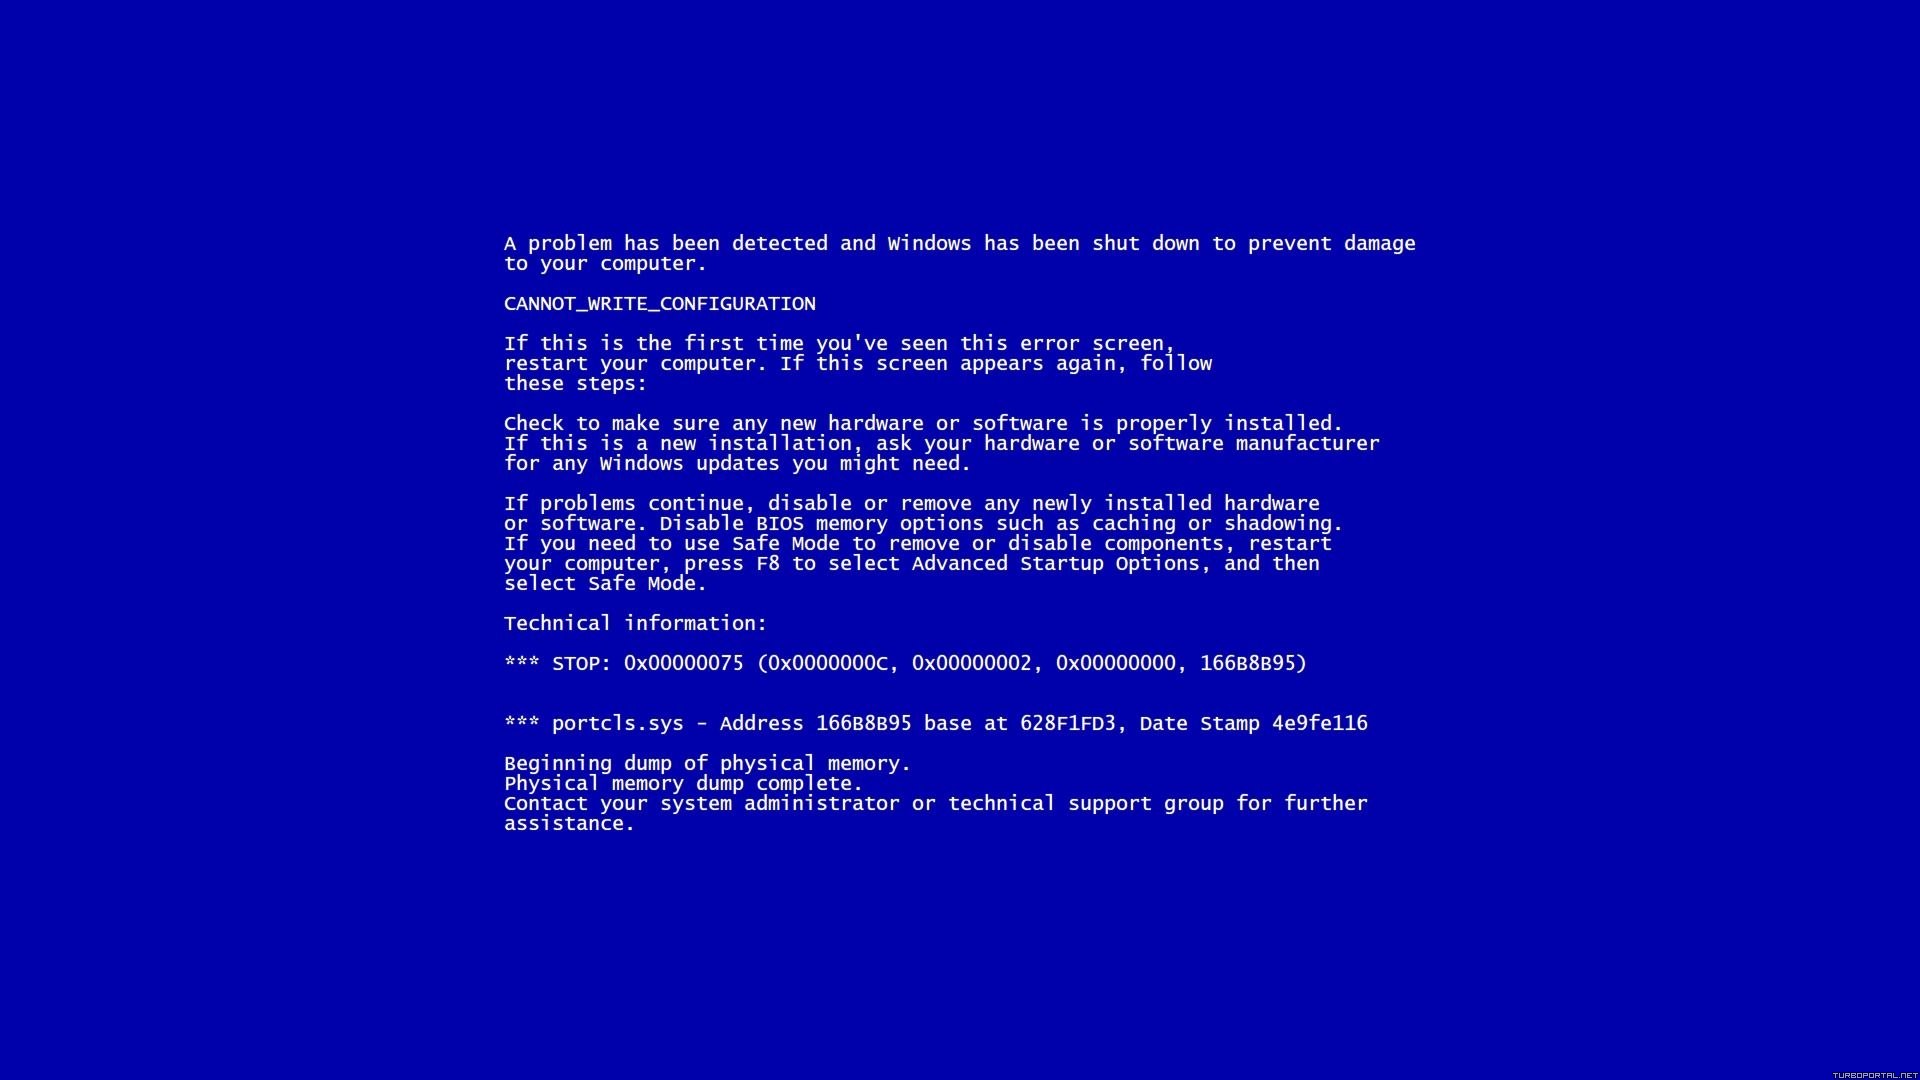 A problem has been detected and Windows has been shut down to prevent damage
to your computer.
CANNOT_WRITE_CONFIGURATION
If this is the first time you've seen this error screen,
restart your computer. If this screen appears again, follow
these steps:
Check to make sure any new hardware or software is properly installed.
If this is a new installation, ask your hardware or software manufacturer
for any Windows updates you might need.
If problems continue, disable or remove any newly installed hardware
or software. Disable BIOS memory options such as caching or shadowing.
If you need to use Safe Mode to remove or disable components, restart
your computer, press F8 to select Advanced Startup Options, and then
select Safe Mode.
Technical information:
*** STOP: 0x00000075 (0x0000000C, 0x00000002, 0x00000000, 166B8B95)
*** portcls.sys - Address 166B8B95 base at 628F1FD3, Date Stamp 4e9fe116
Beginning dump of physical memory.
Physical memory dump complete.
Contact your system administrator or technical support group for further
assistance.
TURBOPORTAL.NET